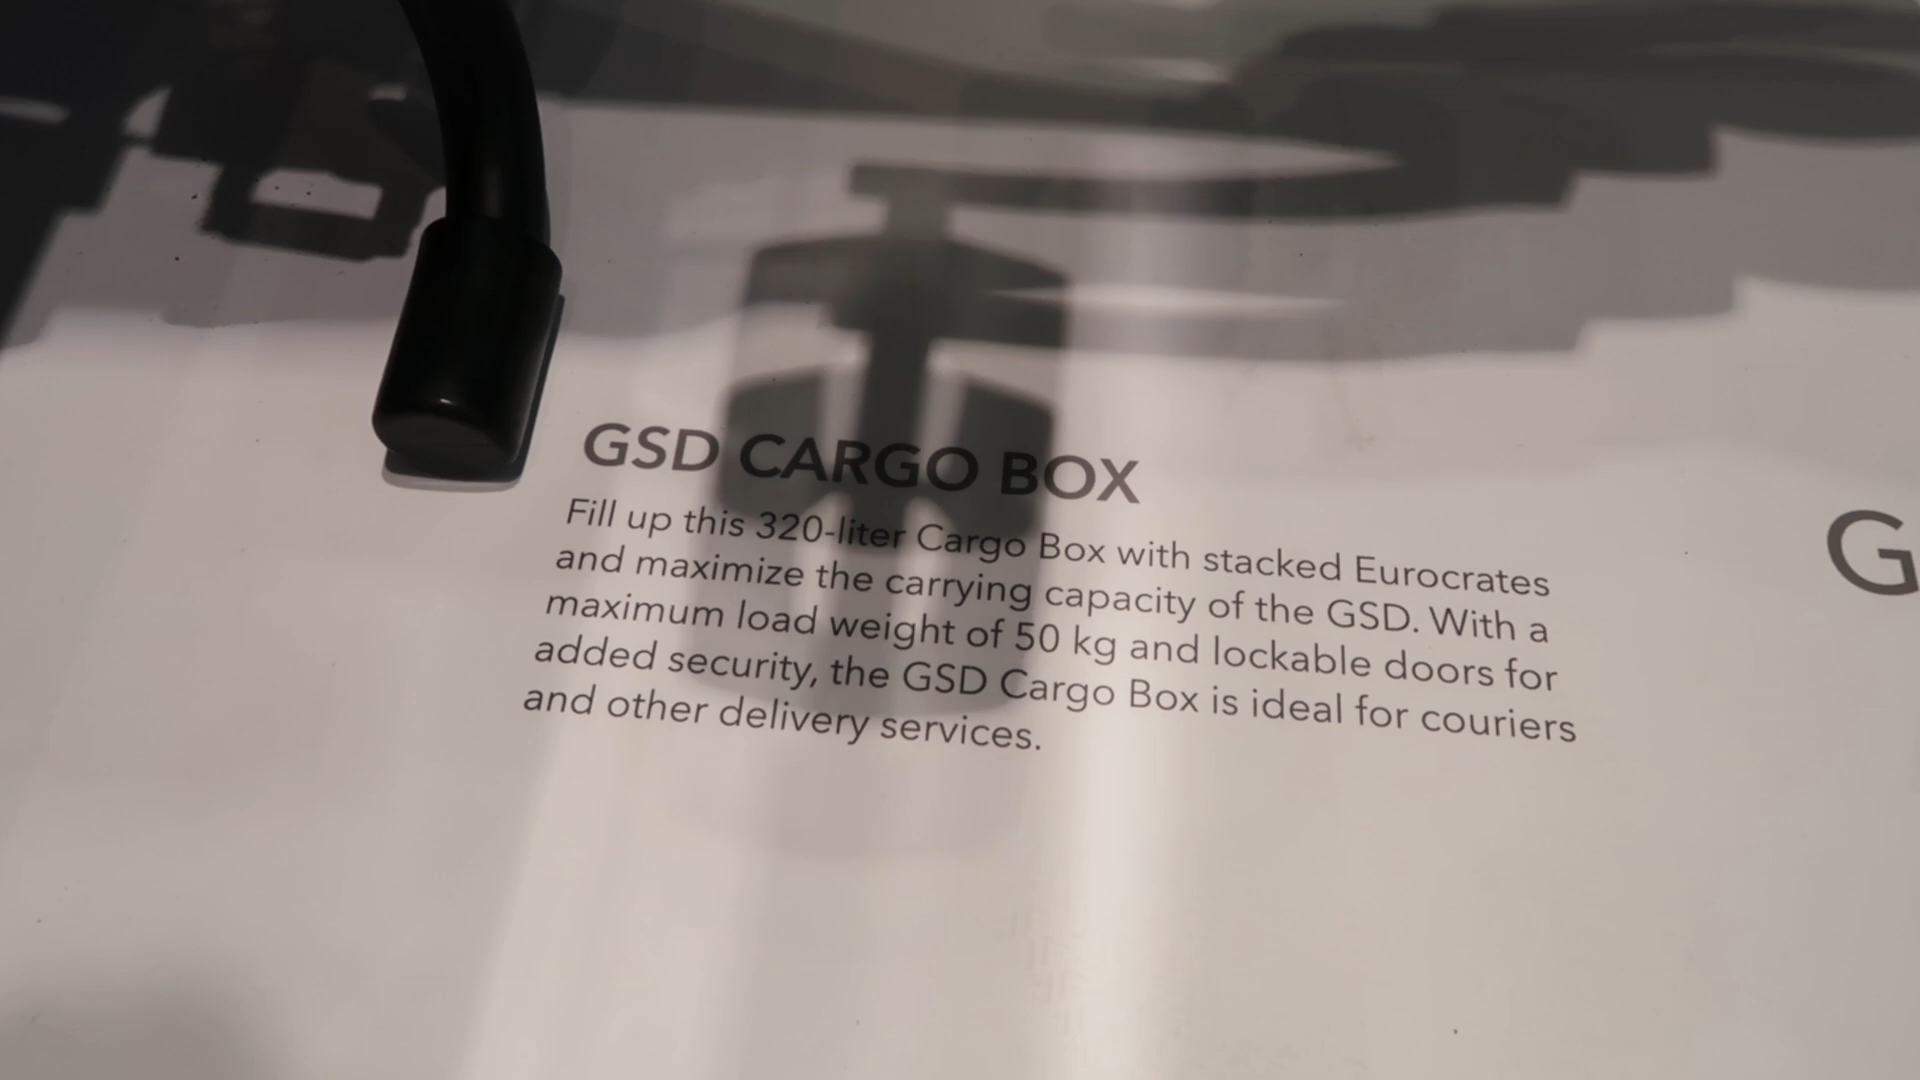 GSD CARGO BOX
Fill up this 320-liter Cargo Box with stacked Eurocrates
and maximize the carrying capacity of the GSD. With a
maximum load weight of 50 kg and lockable doors for
added security, the GSD Cargo Box is ideal for couriers
and other delivery services.
G